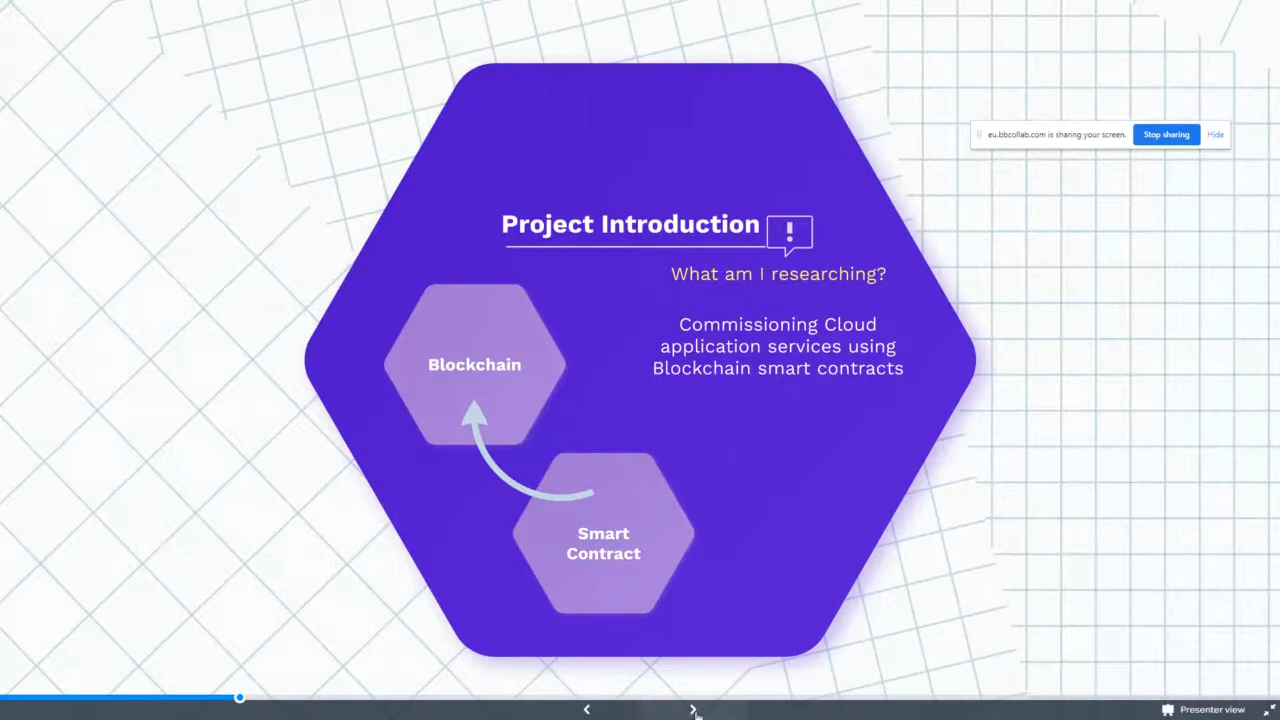 eu.bbcollab.com is sharing your screen.
Stop sharing
Hide
Project Introduction
!
What am I researching?
Commissioning Cloud
application services using
Blockchain smart contracts
Blockchain
Smart
Contract
Presenter view